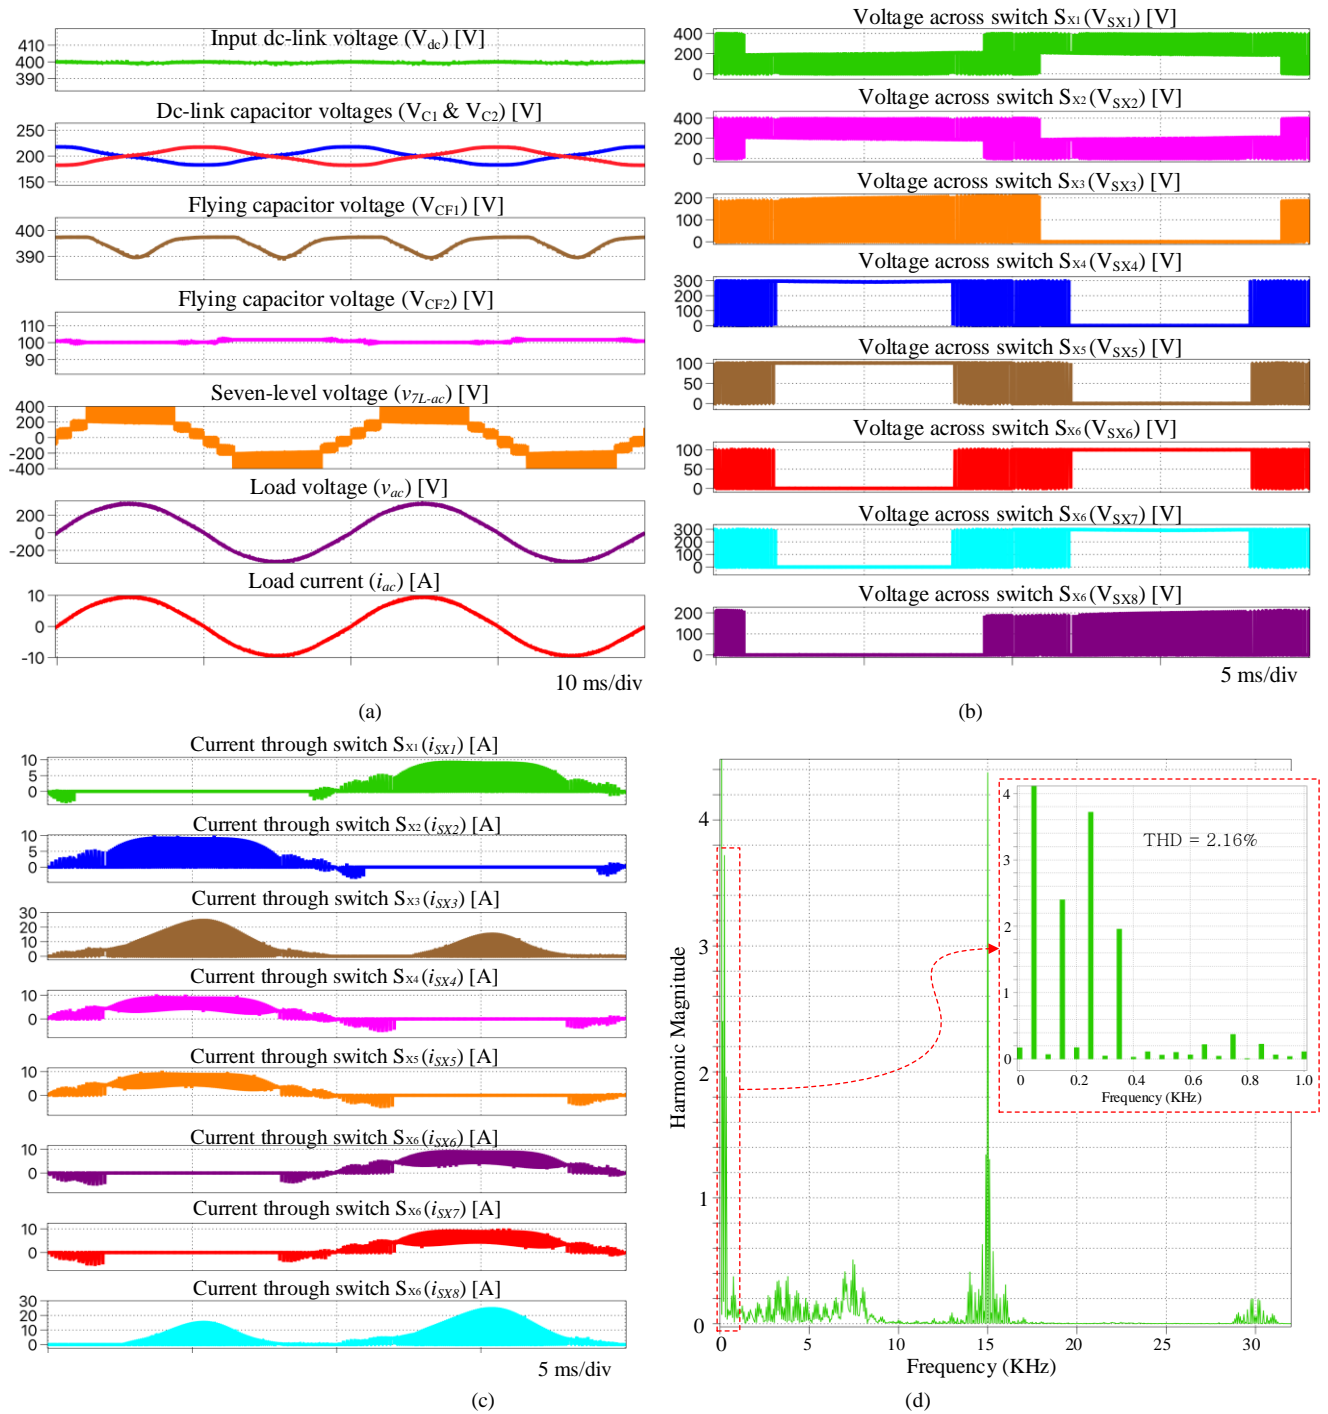 Input dc-link voltage (Vdc) [V]
410
400
390
Dc-link capacitor voltages (VC1 & VC2) [V]
250
200
150
Flying capacitor voltage (VCF1) [V]
400
390
Flying capacitor voltage (VCF2) [V]
110
100
90
Seven-level voltage (v7L-ac) [V]
400
200
0
-200
-400
Load voltage (vac) [V]
200
0
-200
Load current (iac) [A]
10
0
-10
10 ms/div
(a)
Voltage across switch SX1(VSX1) [V]
400
200
0
Voltage across switch SX2(VSX2) [V]
400
200
0
Voltage across switch SX3(VSX3) [V]
200
100
0
Voltage across switch SX4(VSX4) [V]
300
200
100
0
Voltage across switch SX5(VSX5) [V]
100
50
0
Voltage across switch SX6(VSX6) [V]
100
50
0
Voltage across switch SX6(VSX7) [V]
300
200
100
0
Voltage across switch SX6(VSX8) [V]
200
100
0
5 ms/div
(b)
Current through switch SX1(iSX1) [A]
10
5
0
Current through switch SX2(iSX2) [A]
10
5
0
Current through switch SX3(iSX3) [A]
30
20
10
0
Current through switch SX4(iSX4) [A]
10
0
Current through switch SX5(iSX5) [A]
10
0
Current through switch SX6(iSX6) [A]
10
0
Current through switch SX6(iSX7) [A]
10
0
Current through switch SX6(iSX8) [A]
30
20
10
0
5 ms/div
(c)
Harmonic Magnitude
4
3
2
1
0
0 5 10 15 20 25 30
Frequency (KHz)
THD = 2.16%
4
3
2
1
0
0 0.2 0.4 0.6 0.8 1.0
Frequency (KHz)
(d)